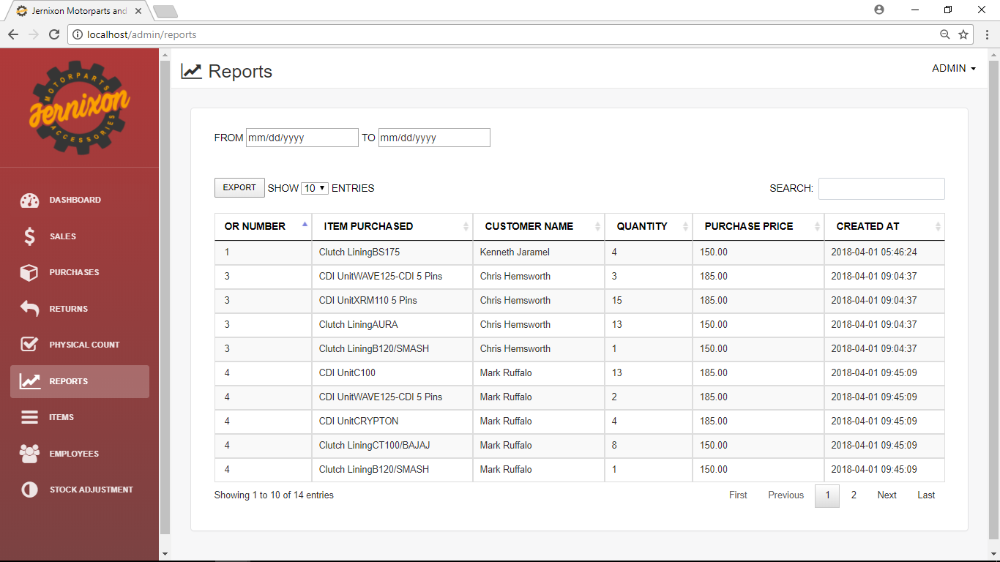 Jernixon Motorparts and
localhost/admin/reports
MOTORPARTS
Jernixon
ACCESSORIES
DASHBOARD
SALES
PURCHASES
RETURNS
PHYSICAL COUNT
REPORTS
ITEMS
EMPLOYEES
STOCK ADJUSTMENT
Reports
ADMIN
FROM mm/dd/yyyy TO mm/dd/yyyy
EXPORT SHOW 10 ENTRIES SEARCH:
OR NUMBER ITEM PURCHASED CUSTOMER NAME QUANTITY PURCHASE PRICE CREATED AT
1 Clutch LiningBS175 Kenneth Jaramel 4 150.00 2018-04-01 05:46:24
3 CDI UnitWAVE125-CDI 5 Pins Chris Hemsworth 3 185.00 2018-04-01 09:04:37
3 CDI UnitXRM110 5 Pins Chris Hemsworth 15 185.00 2018-04-01 09:04:37
3 Clutch LiningAURA Chris Hemsworth 13 150.00 2018-04-01 09:04:37
3 Clutch LiningB120/SMASH Chris Hemsworth 1 150.00 2018-04-01 09:04:37
4 CDI UnitC100 Mark Ruffalo 13 185.00 2018-04-01 09:45:09
4 CDI UnitWAVE125-CDI 5 Pins Mark Ruffalo 2 185.00 2018-04-01 09:45:09
4 CDI UnitCRYPTON Mark Ruffalo 4 185.00 2018-04-01 09:45:09
4 Clutch LiningCT100/BAJAJ Mark Ruffalo 8 150.00 2018-04-01 09:45:09
4 Clutch LiningB120/SMASH Mark Ruffalo 1 150.00 2018-04-01 09:45:09
Showing 1 to 10 of 14 entries First Previous 1 2 Next Last